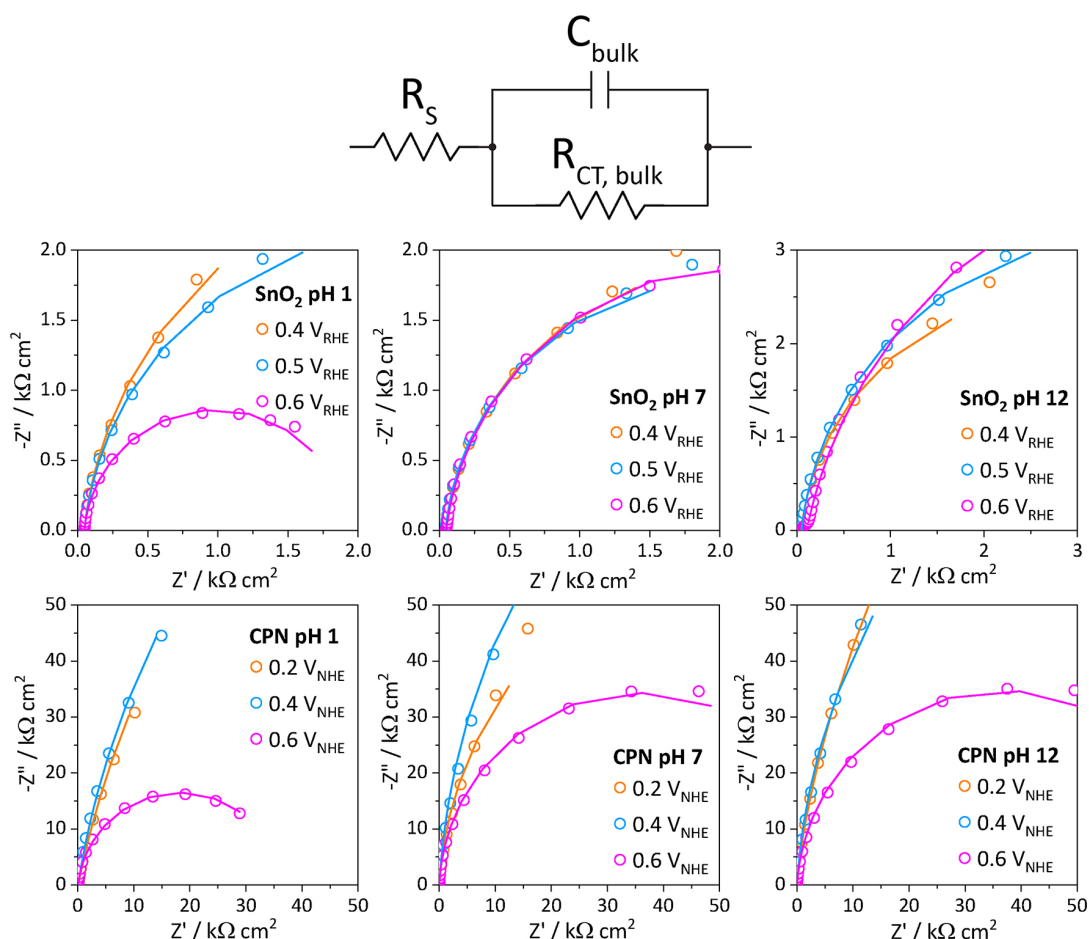 C_bulk
R_S
R_CT, bulk
2.0
1.5
1.0
0.5
0.0
-Z'' / kΩ cm²
SnO₂ pH 1
0.4 V_RHE
0.5 V_RHE
0.6 V_RHE
0.0 0.5 1.0 1.5 2.0
Z' / kΩ cm²
2.0
1.5
1.0
0.5
0.0
-Z'' / kΩ cm²
SnO₂ pH 7
0.4 V_RHE
0.5 V_RHE
0.6 V_RHE
0.0 0.5 1.0 1.5 2.0
Z' / kΩ cm²
3
2
1
0
-Z'' / kΩ cm²
SnO₂ pH 12
0.4 V_RHE
0.5 V_RHE
0.6 V_RHE
0 1 2 3
Z' / kΩ cm²
50
40
30
20
10
0
-Z'' / kΩ cm²
CPN pH 1
0.2 V_NHE
0.4 V_NHE
0.6 V_NHE
0 10 20 30 40 50
Z' / kΩ cm²
50
40
30
20
10
0
-Z'' / kΩ cm²
CPN pH 7
0.2 V_NHE
0.4 V_NHE
0.6 V_NHE
0 10 20 30 40 50
Z' / kΩ cm²
50
40
30
20
10
0
-Z'' / kΩ cm²
CPN pH 12
0.2 V_NHE
0.4 V_NHE
0.6 V_NHE
0 10 20 30 40 50
Z' / kΩ cm²